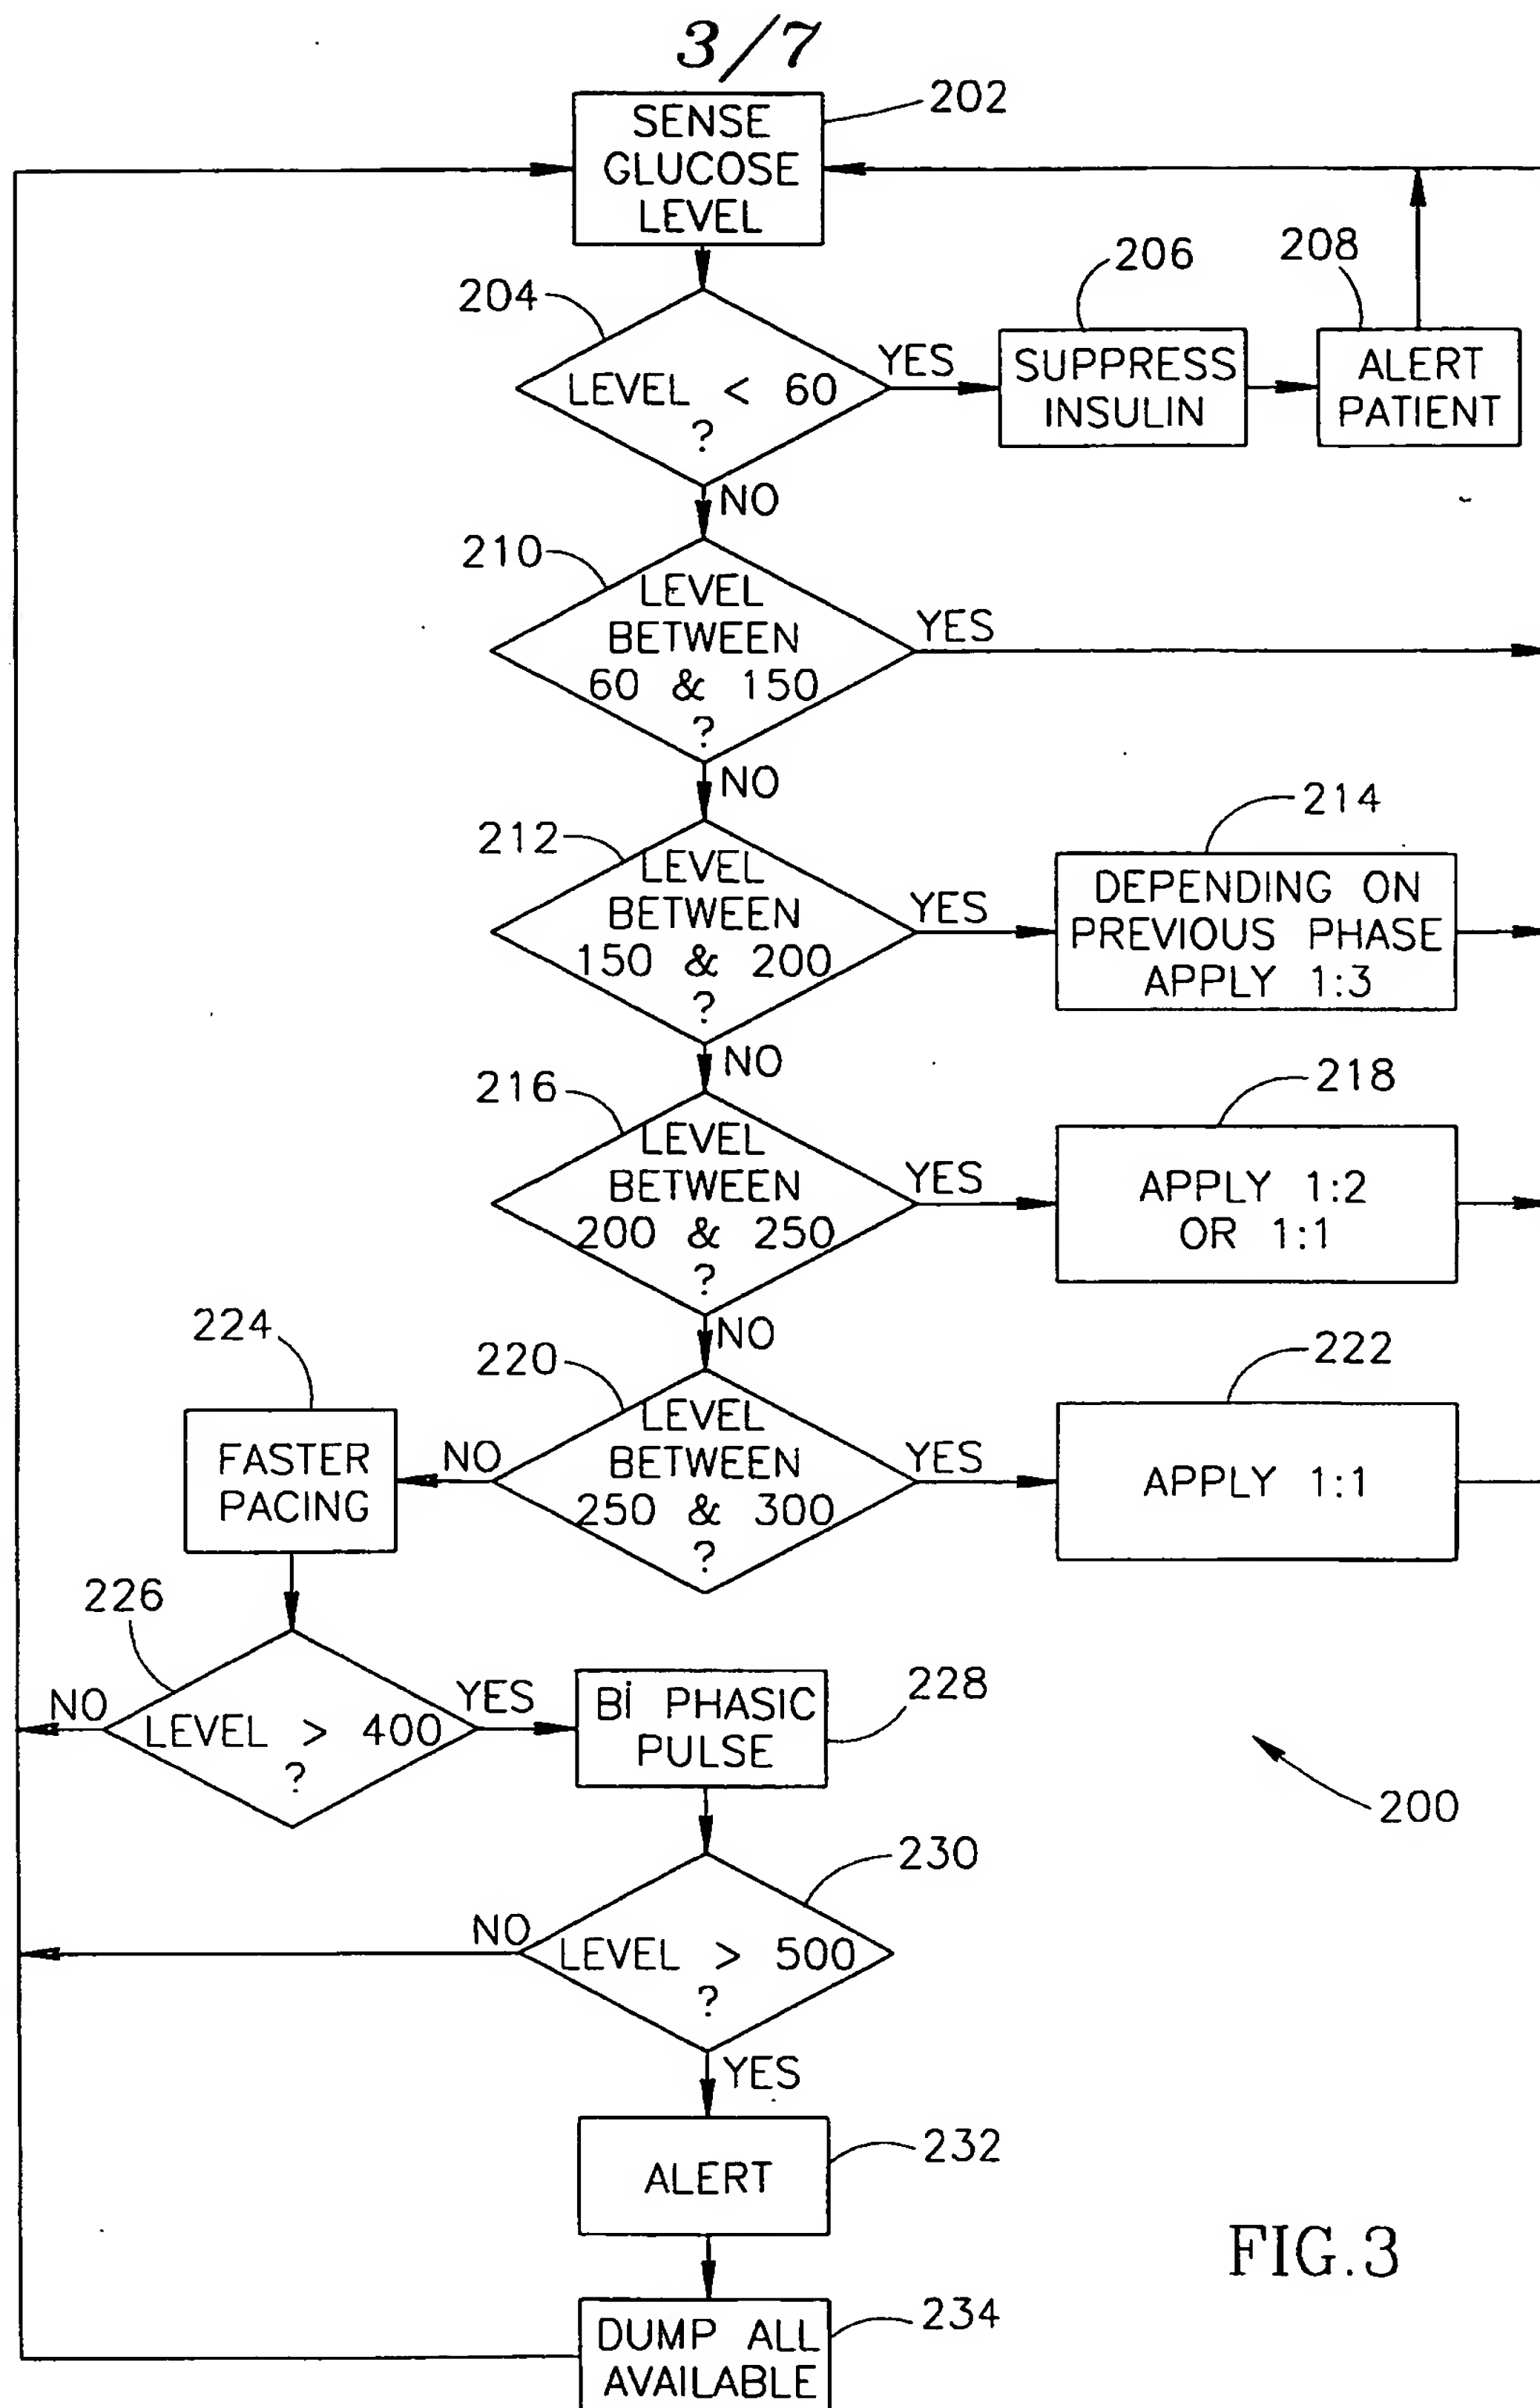 3/7
SENSE
GLUCOSE
LEVEL
202
204
LEVEL < 60
?
YES
206
SUPPRESS
INSULIN
208
ALERT
PATIENT
NO
210
LEVEL
BETWEEN
60 & 150
?
YES
NO
212
LEVEL
BETWEEN
150 & 200
?
YES
214
DEPENDING ON
PREVIOUS PHASE
APPLY 1:3
NO
216
LEVEL
BETWEEN
200 & 250
?
YES
218
APPLY 1:2
OR 1:1
NO
220
LEVEL
BETWEEN
250 & 300
?
YES
222
APPLY 1:1
NO
224
FASTER
PACING
226
LEVEL > 400
?
NO
YES
BI PHASIC
PULSE
228
200
230
LEVEL > 500
?
NO
YES
ALERT
232
DUMP ALL
AVAILABLE
234
FIG.3